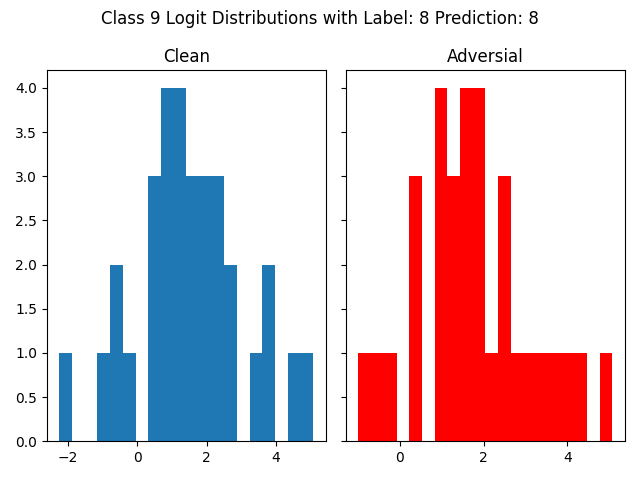 Class 9 Logit Distributions with Label: 8 Prediction: 8
Clean
Adversial
4.0
3.5
3.0
2.5
2.0
1.5
1.0
0.5
0.0
−2 0 2 4
0 2 4